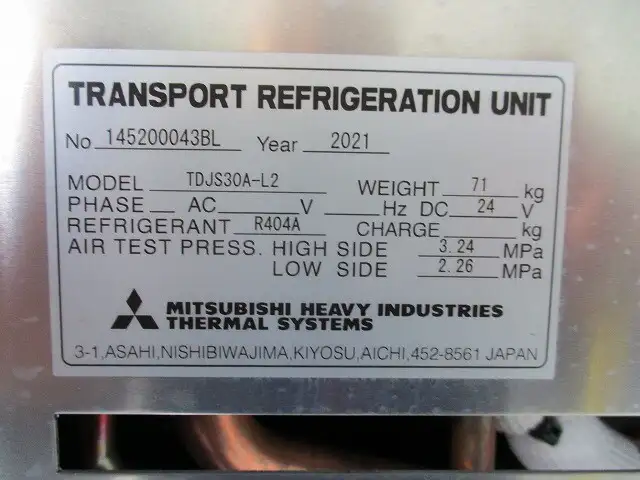 TRANSPORT REFRIGERATION UNIT
No 145200043BL Year 2021
MODEL TDJS30A-L2 WEIGHT 71 kg
PHASE AC V Hz DC 24 V
REFRIGERANT R404A CHARGE kg
AIR TEST PRESS. HIGH SIDE 3.24 MPa
LOW SIDE 2.26 MPa
MITSUBISHI HEAVY INDUSTRIES
THERMAL SYSTEMS
3-1,ASAHI,NISHIBIWAJIMA,KIYOSU,AICHI,452-8561 JAPAN